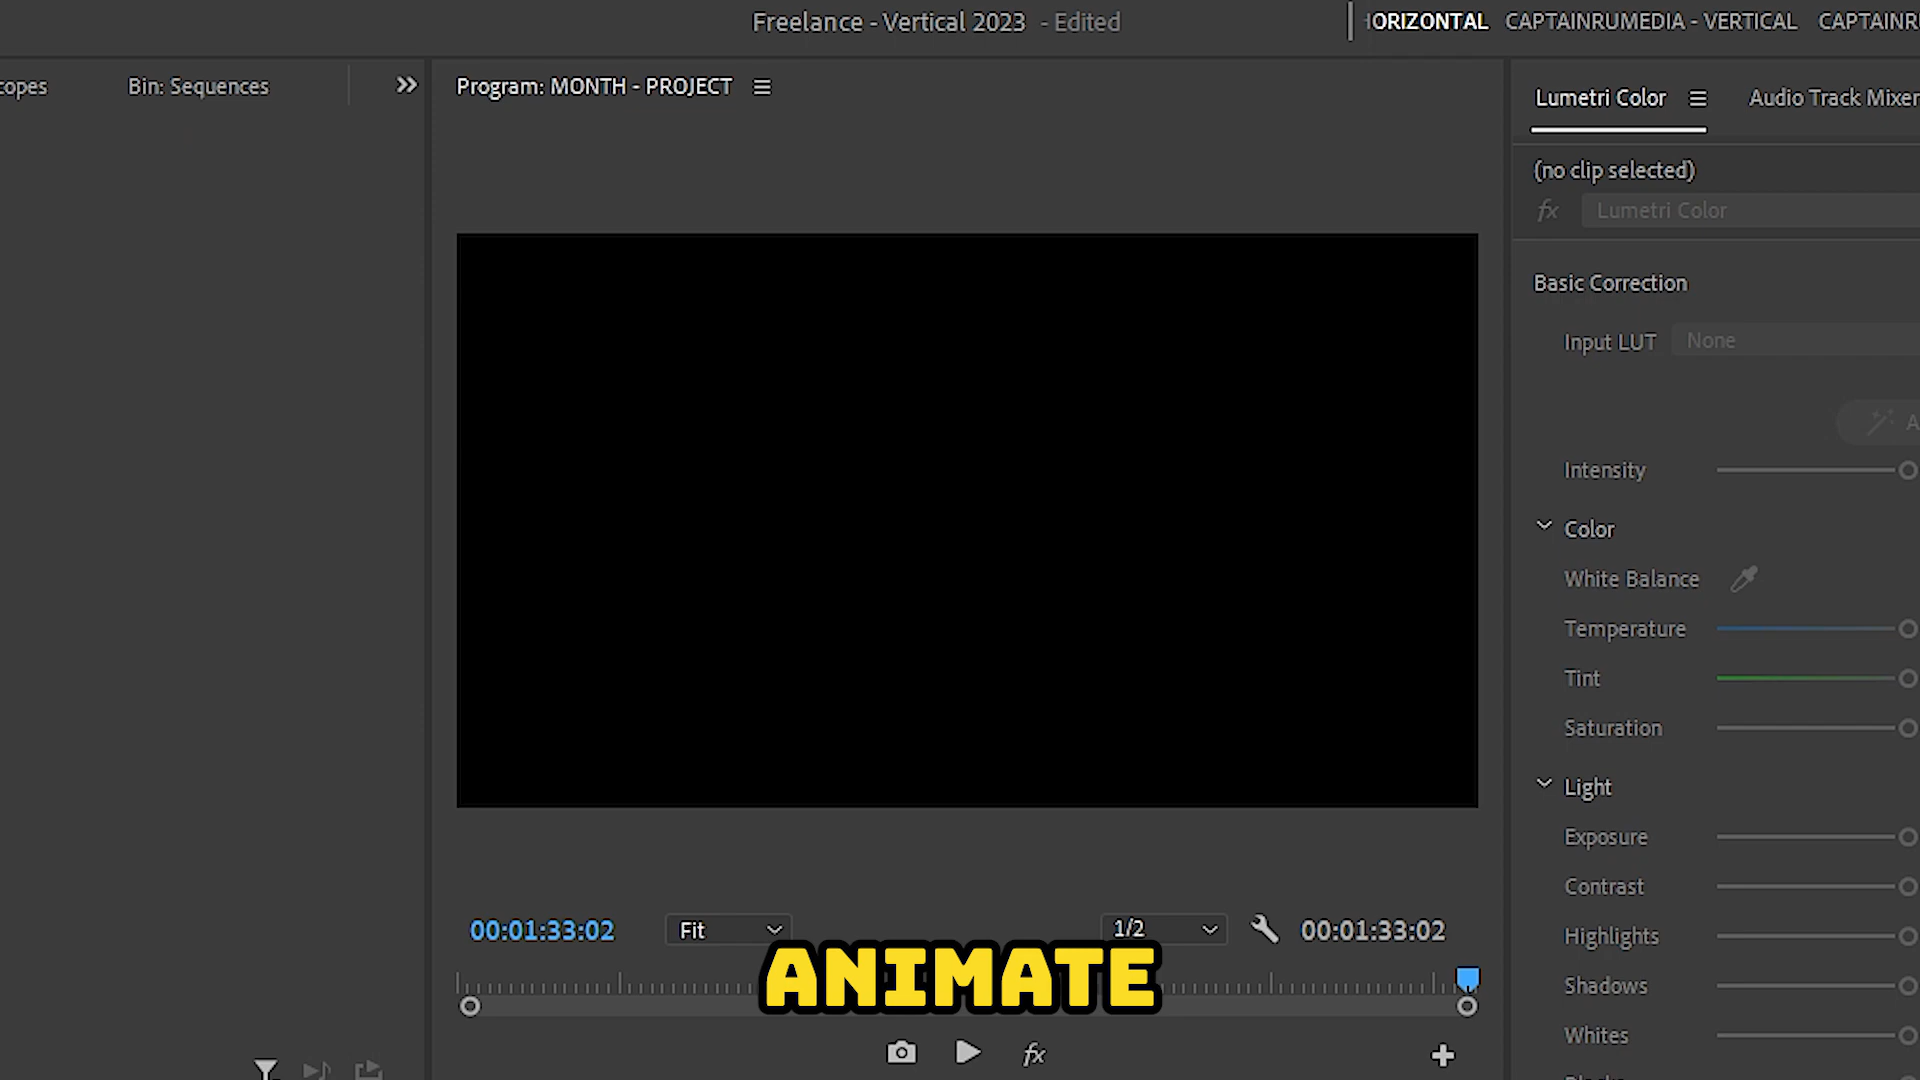 Freelance - Vertical 2023 - Edited
HORIZONTAL CAPTAINRUMEDIA - VERTICAL CAPTAINR
copes Bin: Sequences
Program: MONTH - PROJECT
Lumetri Color Audio Track Mixer
(no clip selected)
fx Lumetri Color
Basic Correction
Input LUT None
A
Intensity
Color
White Balance
Temperature
Tint
Saturation
Light
Exposure
Contrast
Highlights
Shadows
Whites
00:01:33:02 Fit 1/2 00:01:33:02
ANIMATE
fx